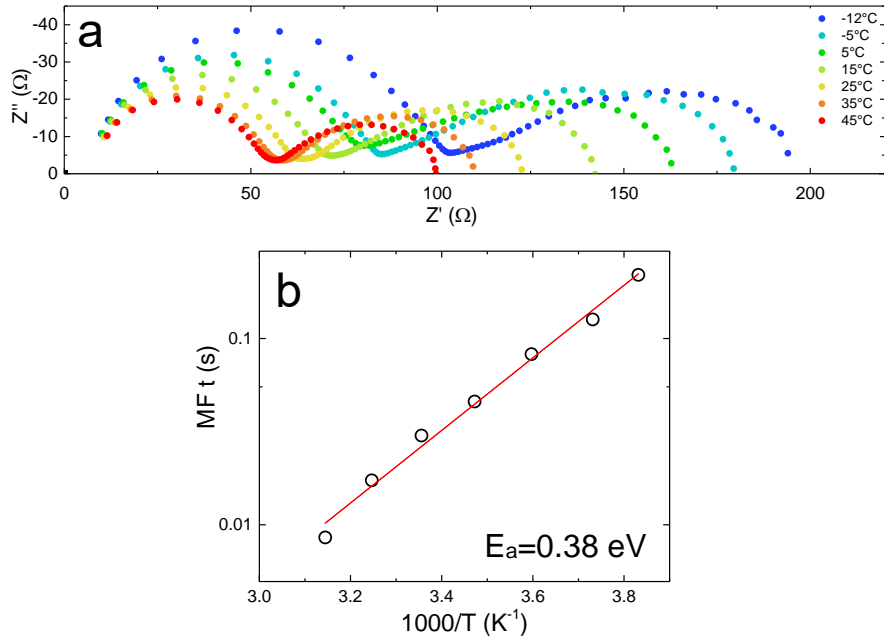 a
-40
-30
-20
-10
0
Z'' (Ω)
0
50
100
150
200
Z' (Ω)
-12°C
-5°C
5°C
15°C
25°C
35°C
45°C
b
0.1
0.01
MF t (s)
3.0
3.2
3.4
3.6
3.8
1000/T (K⁻¹)
Ea=0.38 eV